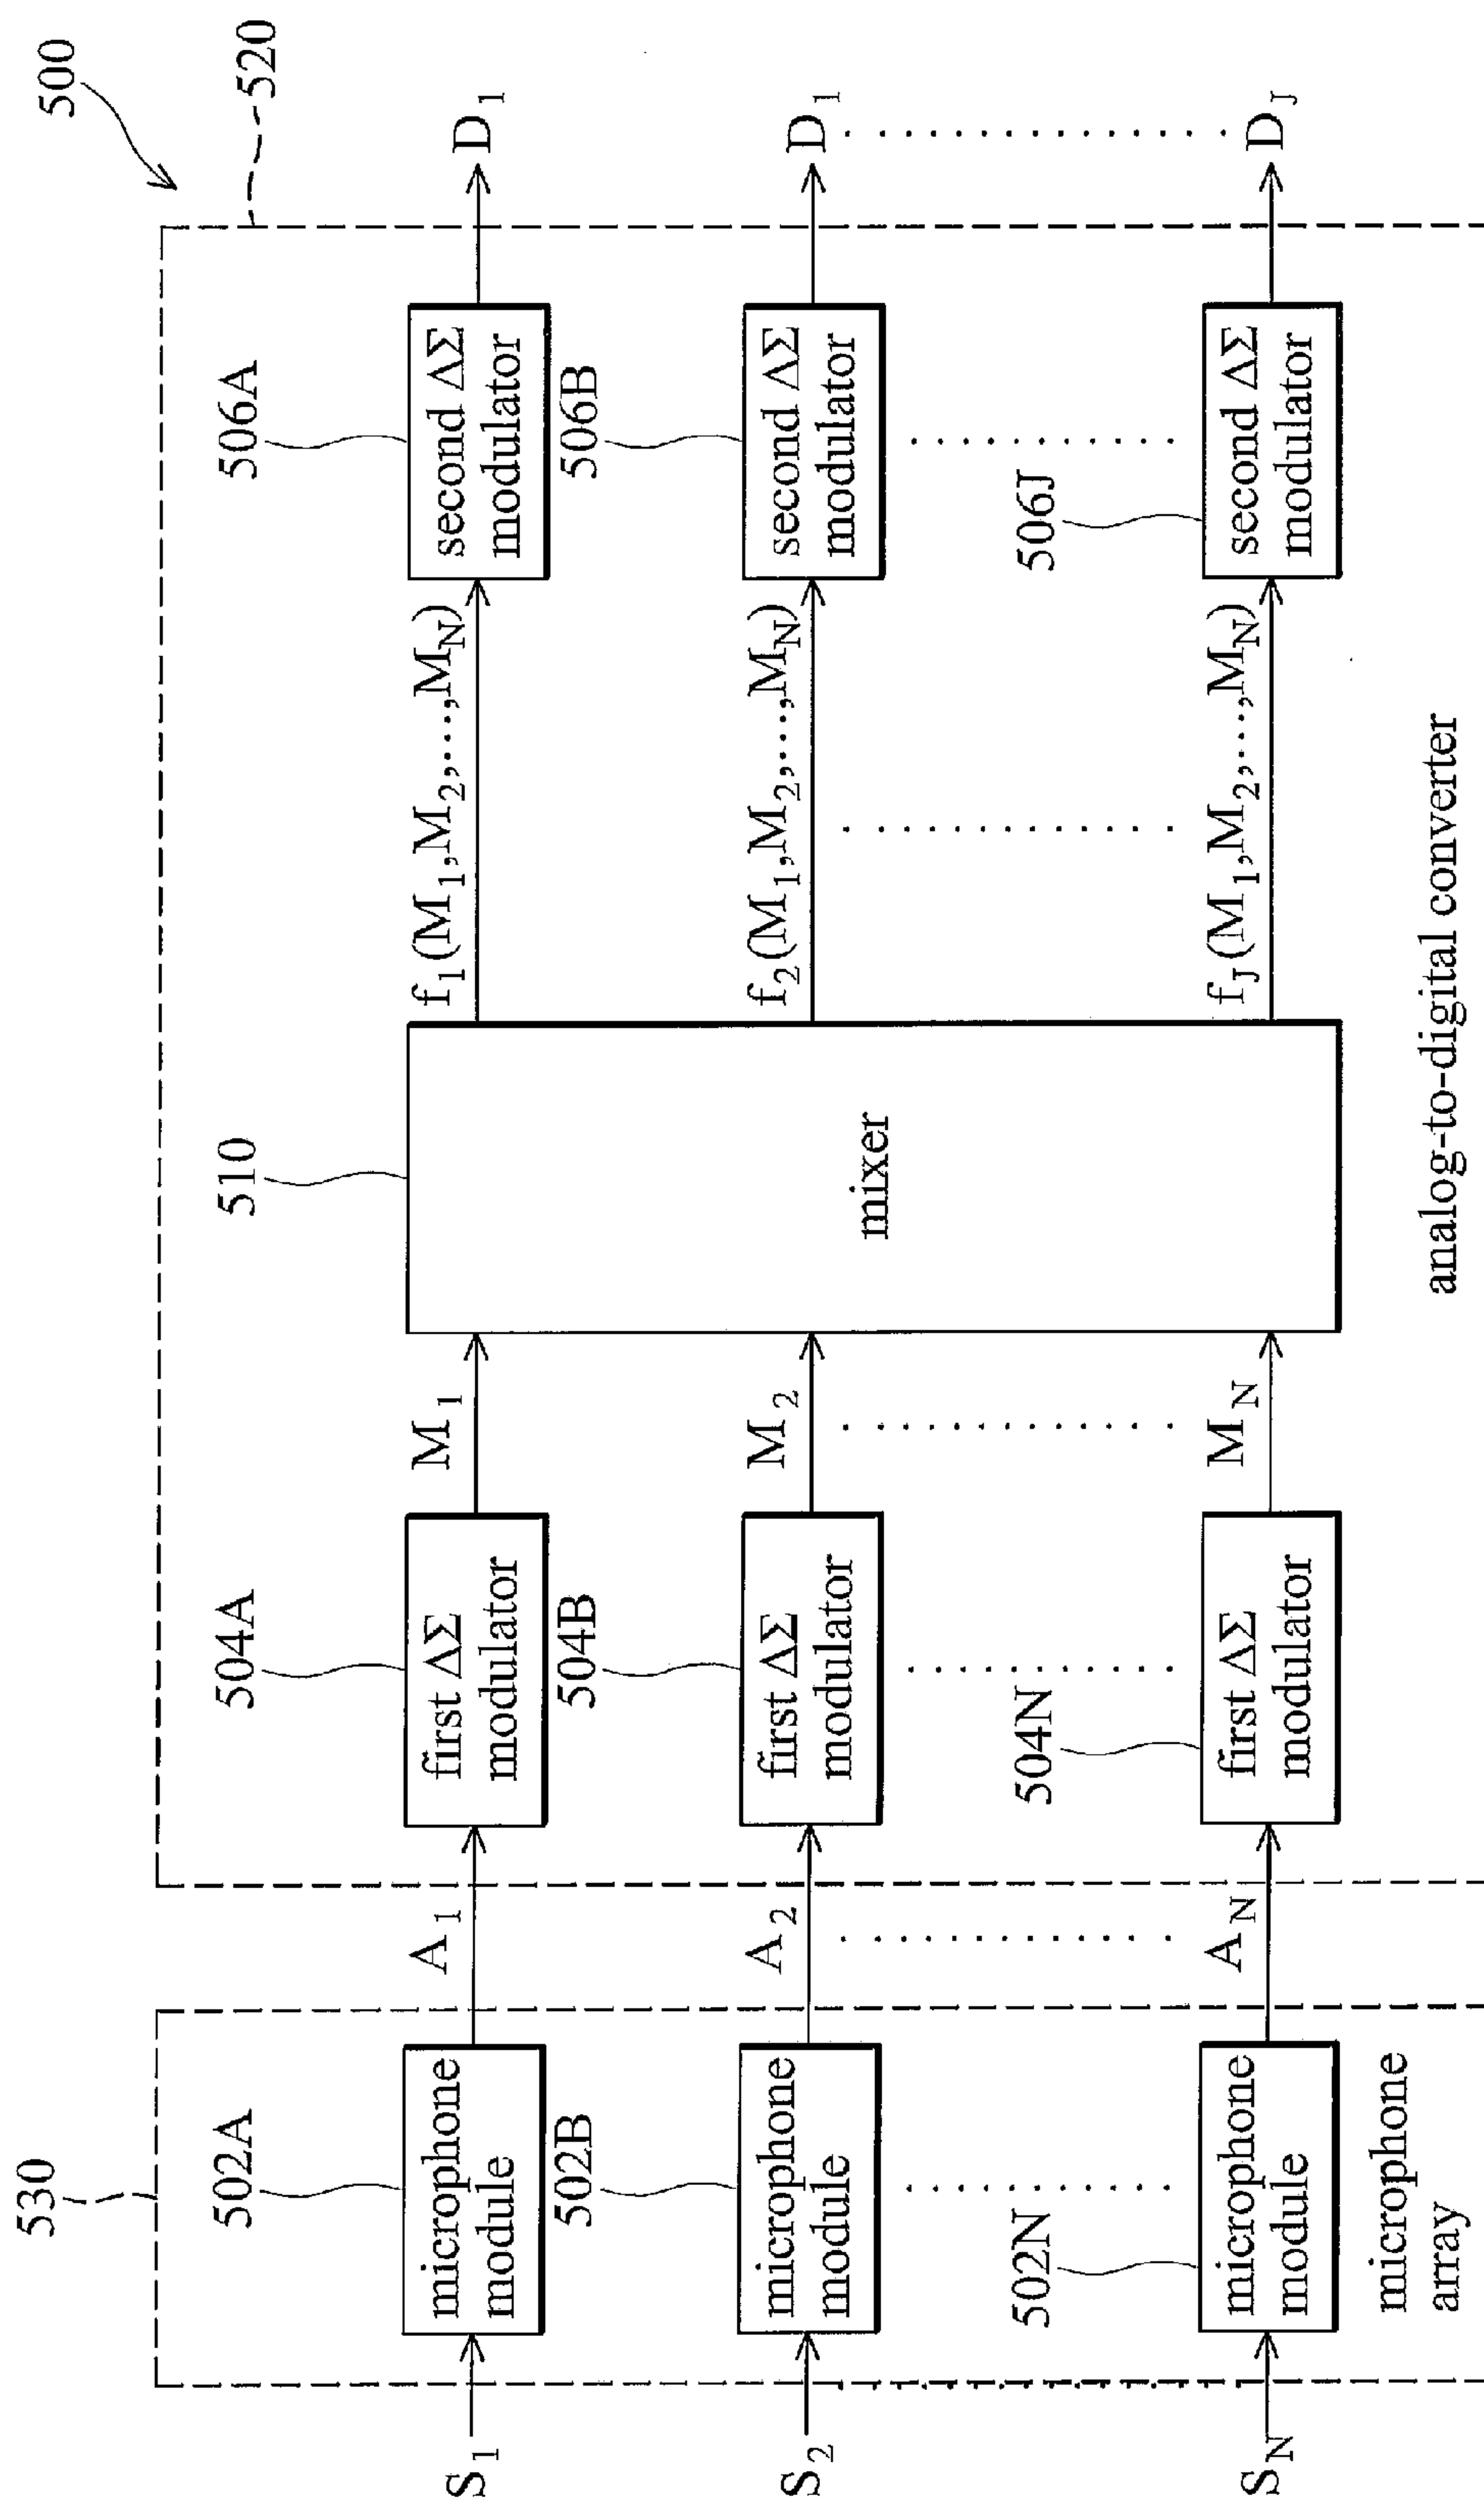 500
520
530
502A
504A
510
506A
S1
microphone
module
A1
first ΔΣ
modulator
M1
f1(M1,M2,...,MN)
second ΔΣ
modulator
D1
502B
504B
506B
S2
microphone
module
A2
first ΔΣ
modulator
M2
mixer
f2(M1,M2,...,MN)
second ΔΣ
modulator
D1
502N
504N
506J
SN
microphone
module
AN
first ΔΣ
modulator
MN
fJ(M1,M2,...,MN)
second ΔΣ
modulator
DJ
microphone
array
analog-to-digital converter